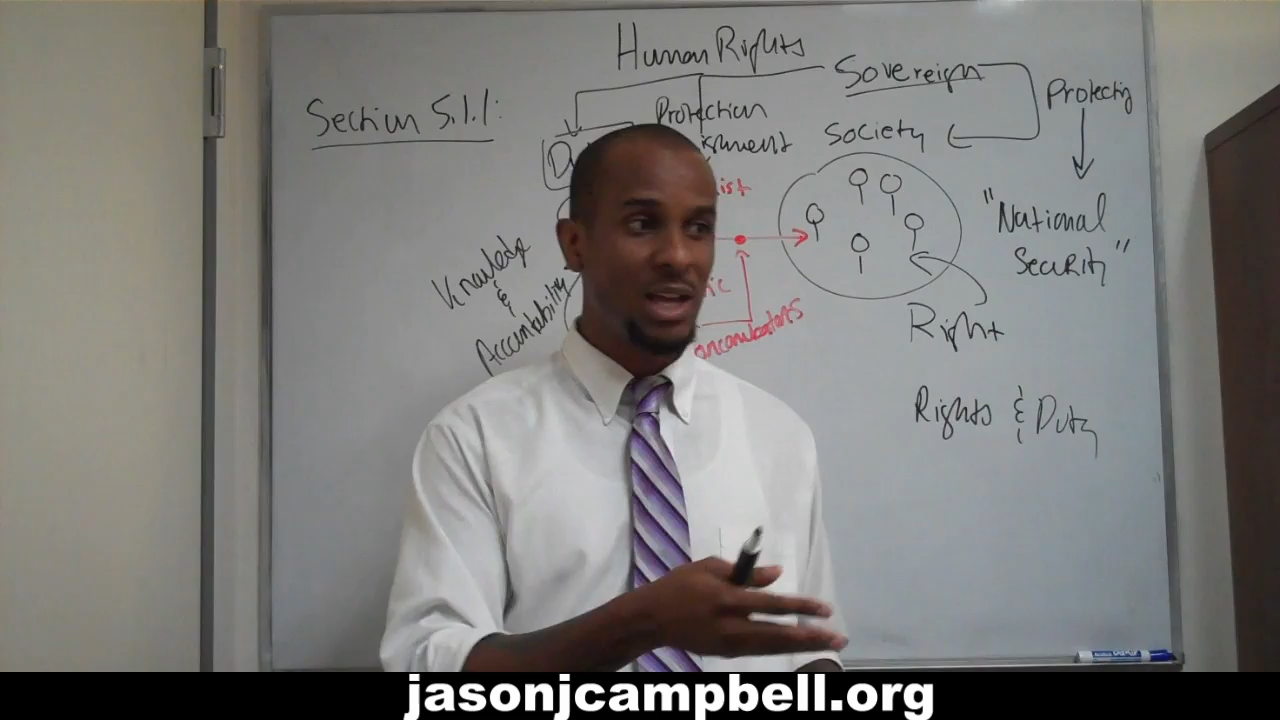 Human Rights
Section 5.1.1:
Sovereign
Protecting
Protection
Society
"National
Security"
Knowledge
&
Accountability
Right
Rights & Duty
jasonjcampbell.org